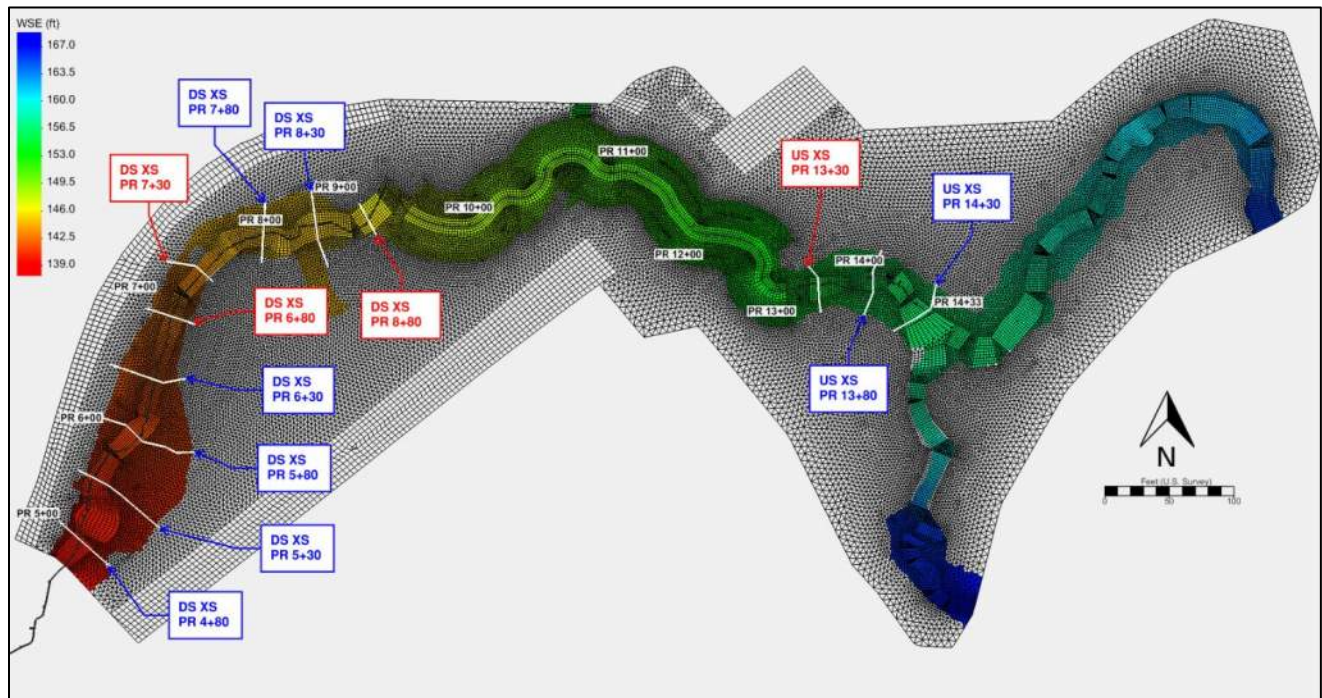 WSE (ft)
167.0
163.5
160.0
156.5
153.0
149.5
146.0
142.5
139.0
DS XS
PR 7+80
DS XS
PR 8+30
DS XS
PR 7+30
PR 9+00
PR 8+00
PR 10+00
PR 11+00
US XS
PR 13+30
US XS
PR 14+30
PR 12+00
PR 14+00
PR 7+00
PR 13+00
PR 14+33
DS XS
PR 6+80
DS XS
PR 8+80
DS XS
PR 6+30
US XS
PR 13+80
PR 6+00
DS XS
PR 5+80
PR 5+00
DS XS
PR 5+30
DS XS
PR 4+80
N
Feet (U.S. Survey)
0
50
100